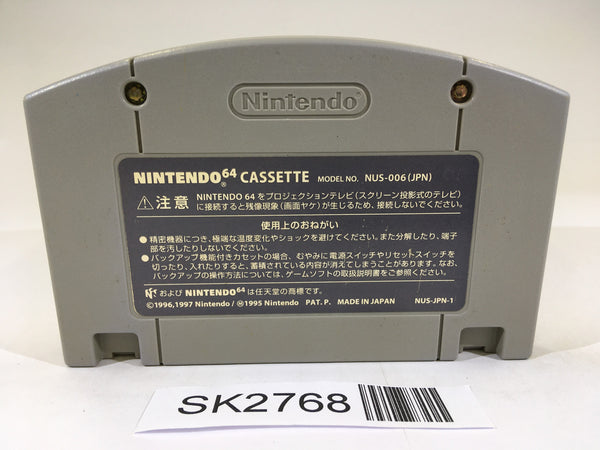 Nintendo
NINTENDO64 CASSETTE MODEL NO. NUS-006(JPN)
⚠注意 NINTENDO 64をプロジェクションテレビ(スクリーン投影式のテレビ)
に接続すると残像現象(画面ヤケ)が生じるため、接続しないでください。
使用上のおねがい
●精密機器につき、極端な温度変化やショックを避けてください。また分解したり、端子
部を汚したりしないでください。
●バックアップ機能付きカセットの場合、むやみに電源スイッチやリセットスイッチを
切ったり、入れたりすると、蓄積されている内容が消えてしまうことがあります。なお、
バックアップの操作方法については、ゲームソフトの取扱説明書をご参照ください。
および NINTENDO64 は任天堂の商標です。
©1996,1997 Nintendo/Ⓜ1995 Nintendo PAT. P. MADE IN JAPAN NUS-JPN-1
SK2768